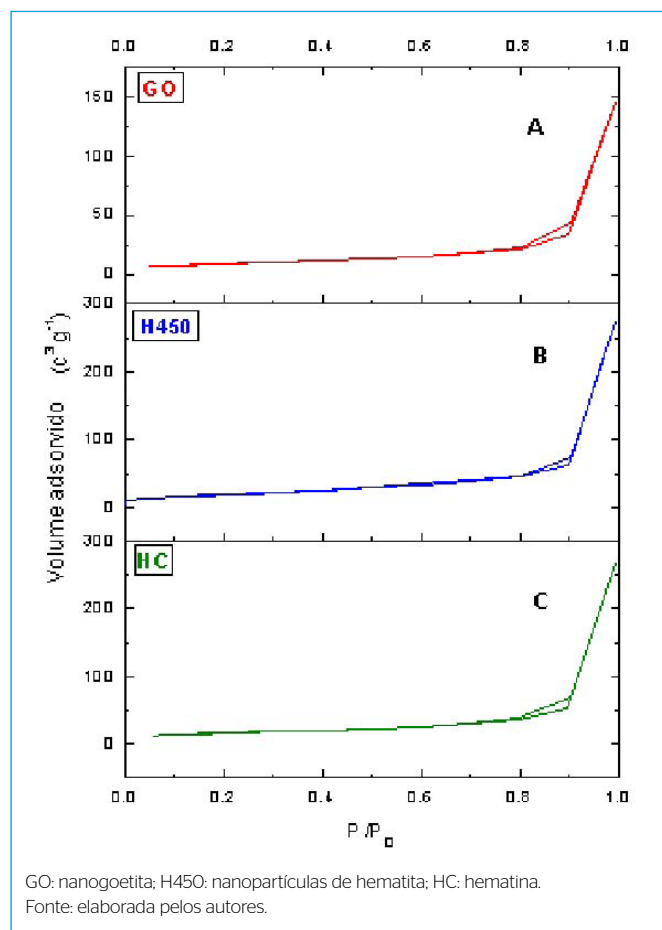 0.0 0.2 0.4 0.6 0.8 1.0
GO
A
150
100
50
0
H450
B
300
200
100
0
HC
C
300
200
100
0
Volume adsorvido (c³g⁻¹)
0.0 0.2 0.4 0.6 0.8 1.0
P/P₀
GO: nanogoetita; H450: nanopartículas de hematita; HC: hematina.
Fonte: elaborada pelos autores.